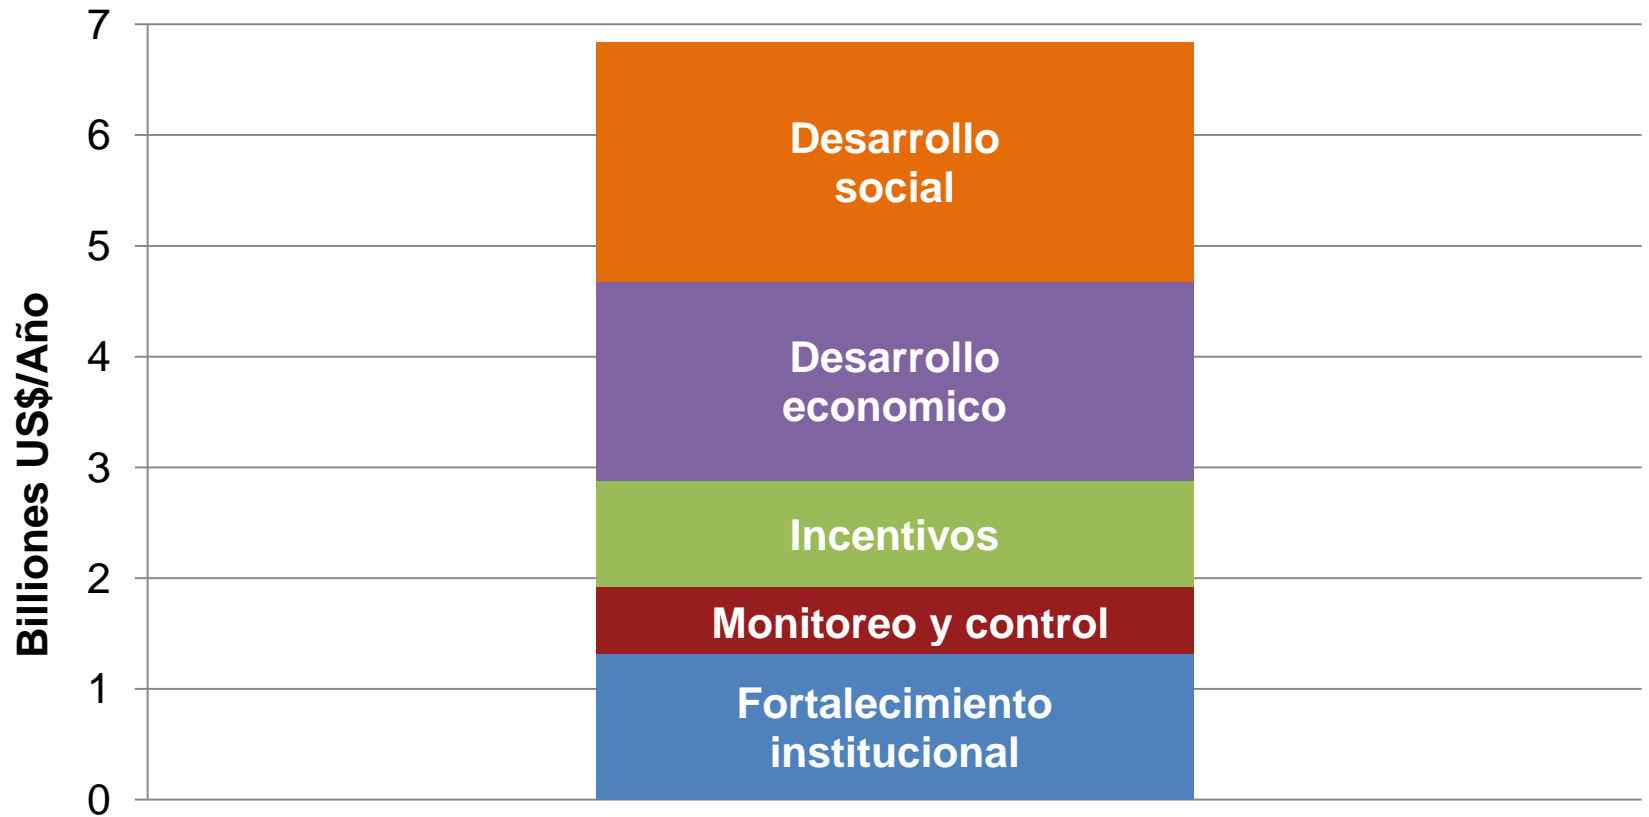 Billiones US$/Año
7
6
5
4
3
2
1
0
Desarrollo
social
Desarrollo
economico
Incentivos
Monitoreo y control
Fortalecimiento
institucional